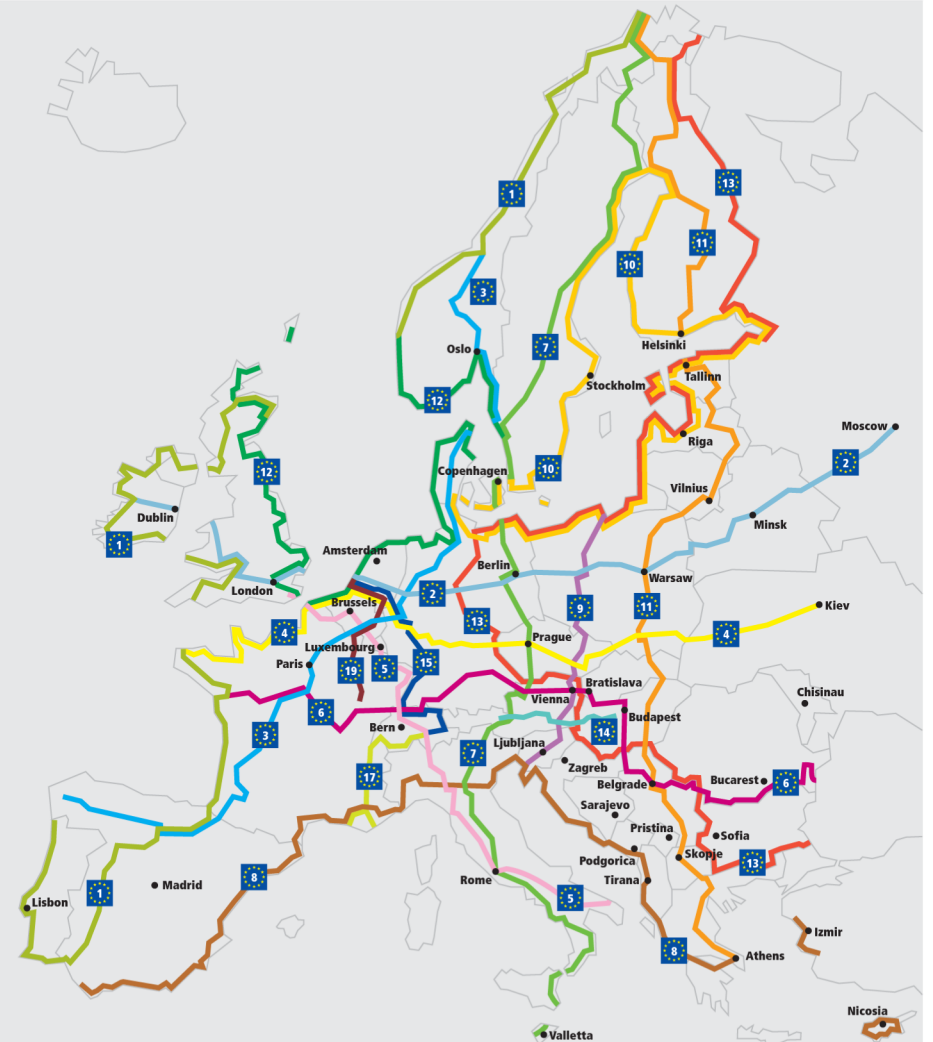 1
13
11
10
3
Oslo
7
Helsinki
Stockholm
Tallinn
12
Moscow
Riga
2
12
Copenhagen
10
Vilnius
Dublin
Minsk
1
Amsterdam
Berlin
Warsaw
London
2
Brussels
9
11
Kiev
4
13
4
Prague
Luxembourg
Paris
19
5
15
Bratislava
Chisinau
Vienna
6
Budapest
Bern
3
14
Ljubljana
7
Zagreb
17
Belgrade
Bucarest
6
Sarajevo
Pristina
Sofia
Skopje
13
Podgorica
8
Madrid
Rome
Tirana
1
5
Lisbon
Izmir
8
Athens
Nicosia
Valletta